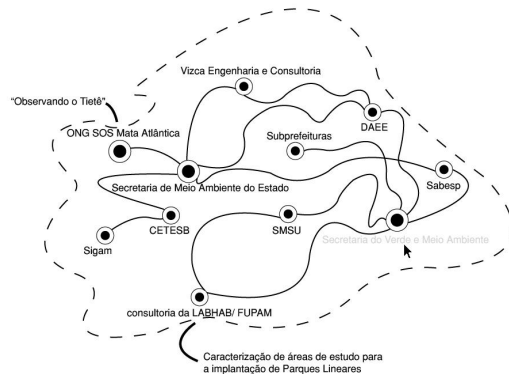 Vizca Engenharia e Consultoria
"Observando o Tietê"
DAEE
ONG SOS Mata Atlântica
Subprefeituras
Secretaria de Meio Ambiente do Estado
Sabesp
CETESB
SMSU
Secretaria do Verde e Meio Ambiente
Sigam
consultoria da LABHAB/ FUPAM
Caracterização de áreas de estudo para
a implantação de Parques Lineares